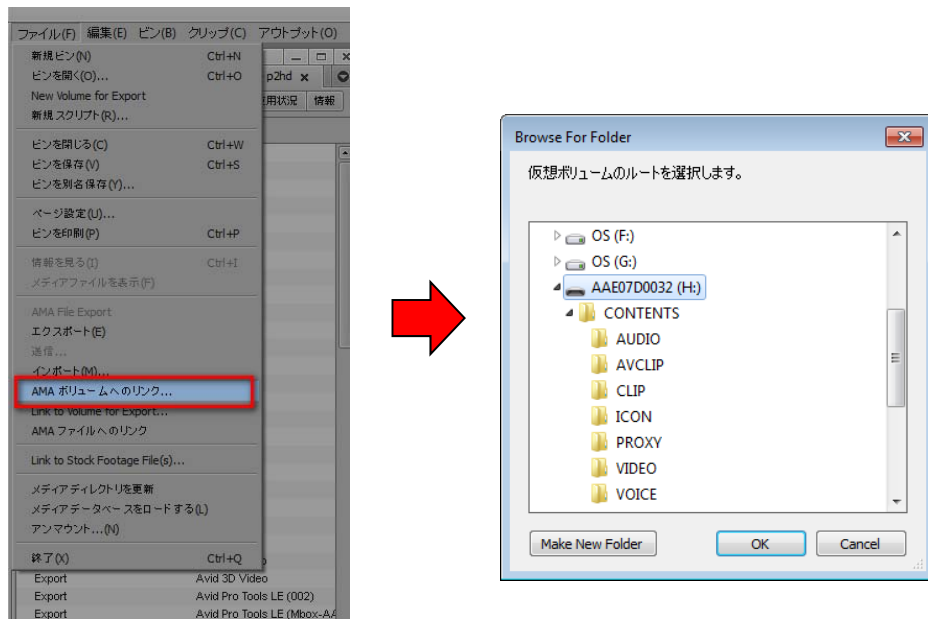 ファイル(F) 編集(E) ビン(B) クリップ(C) アウトプット(O)
新規ビン(N) Ctrl+N
ビンを開く(O)... Ctrl+O
New Volume for Export
新規スクリプト(R)...
ビンを閉じる(C) Ctrl+W
ビンを保存(V) Ctrl+S
ビンを別名保存(Y)...
ページ設定(U)...
ビンを印刷(P) Ctrl+P
情報を見る(I) Ctrl+I
メディアファイルを表示(F)
AMA File Export
エクスポート(E)
送信...
インポート(M)...
AMA ボリュームへのリンク...
Link to Volume for Export...
AMA ファイルへのリンク
Link to Stock Footage File(s)...
メディアディレクトリを更新
メディアデータベースをロードする(L)
アンマウント...(N)
終了(X) Ctrl+Q
p2hd
用状況 情報
Export Avid 3D Video
Export Avid Pro Tools LE (002)
Export Avid Pro Tools LE (Mbox-AA
Browse For Folder
仮想ボリュームのルートを選択します。
OS (F:)
OS (G:)
AAE07D0032 (H:)
CONTENTS
AUDIO
AVCLIP
CLIP
ICON
PROXY
VIDEO
VOICE
Make New Folder OK Cancel